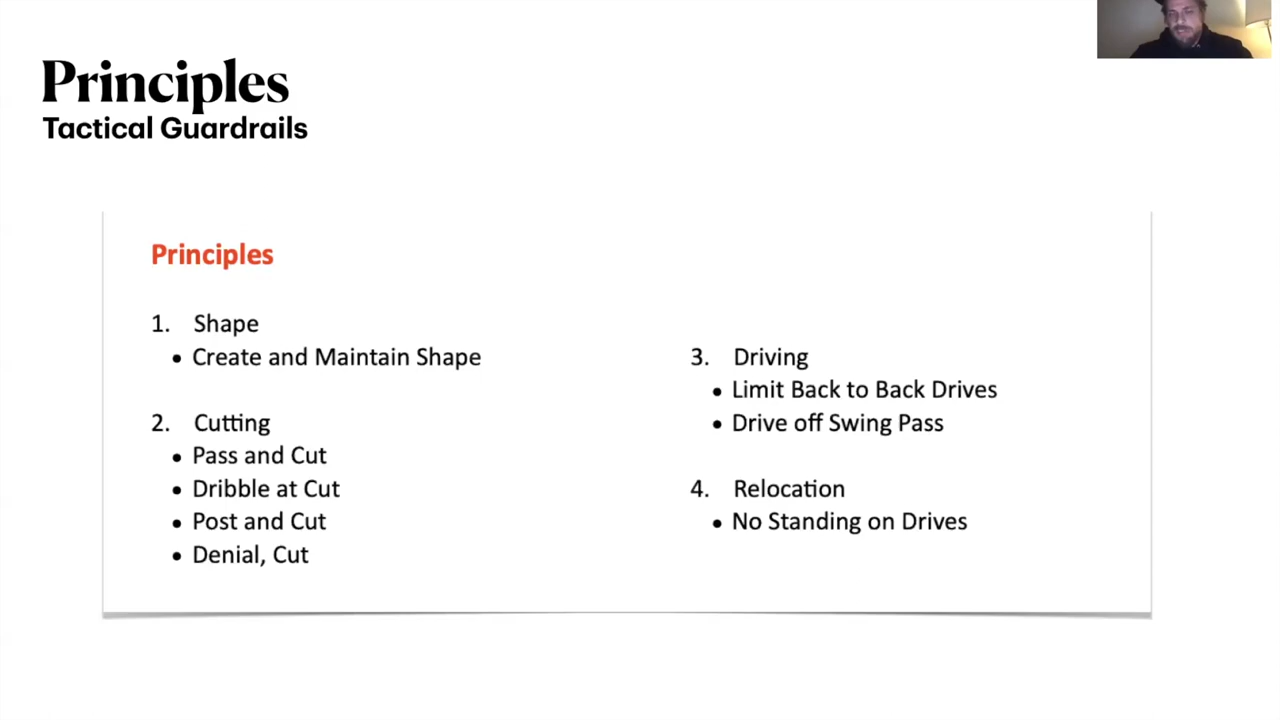 Principles
Tactical Guardrails
Principles
1. Shape
• Create and Maintain Shape
2. Cutting
• Pass and Cut
• Dribble at Cut
• Post and Cut
• Denial, Cut
3. Driving
• Limit Back to Back Drives
• Drive off Swing Pass
4. Relocation
• No Standing on Drives